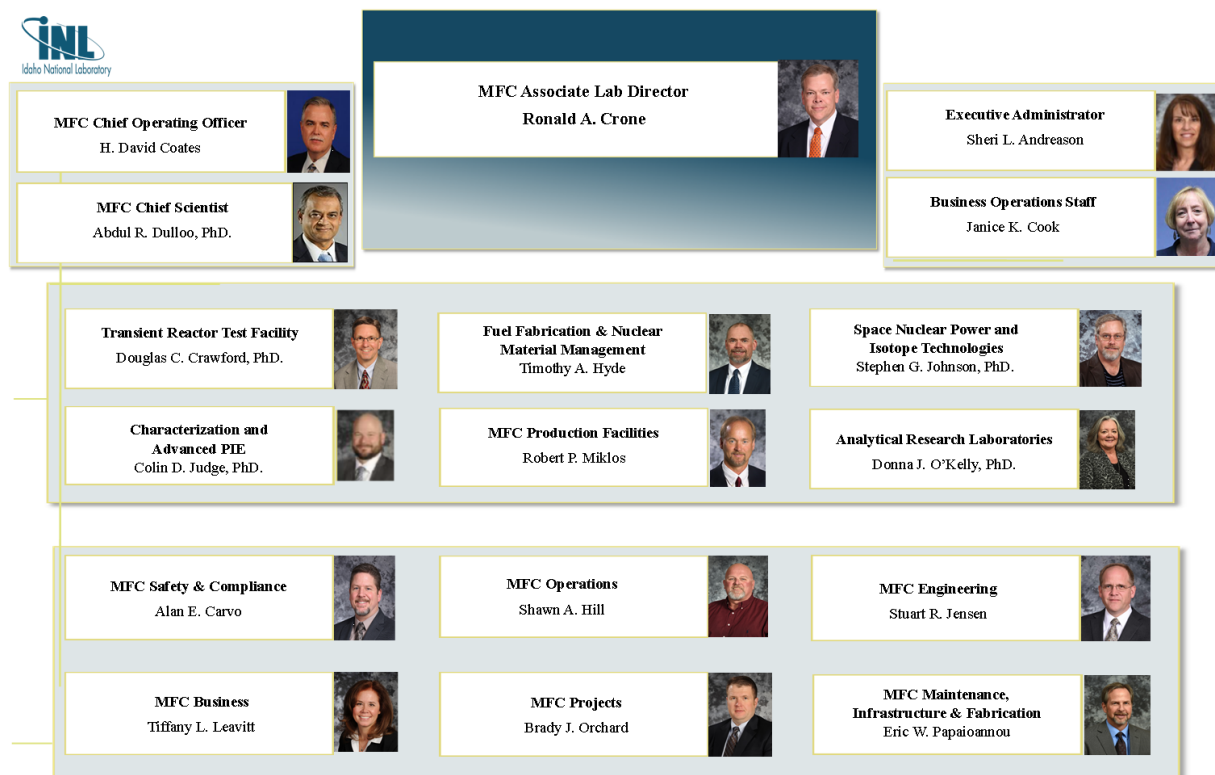 INL
Idaho National Laboratory
MFC Associate Lab Director
Ronald A. Crone
MFC Chief Operating Officer
H. David Coates
MFC Chief Scientist
Abdul R. Dulloo, PhD.
Executive Administrator
Sheri L. Andreason
Business Operations Staff
Janice K. Cook
Transient Reactor Test Facility
Douglas C. Crawford, PhD.
Fuel Fabrication & Nuclear
Material Management
Timothy A. Hyde
Space Nuclear Power and
Isotope Technologies
Stephen G. Johnson, PhD.
Characterization and
Advanced PIE
Colin D. Judge, PhD.
MFC Production Facilities
Robert P. Miklos
Analytical Research Laboratories
Donna J. O’Kelly, PhD.
MFC Safety & Compliance
Alan E. Carvo
MFC Operations
Shawn A. Hill
MFC Engineering
Stuart R. Jensen
MFC Business
Tiffany L. Leavitt
MFC Projects
Brady J. Orchard
MFC Maintenance,
Infrastructure & Fabrication
Eric W. Papaioannou